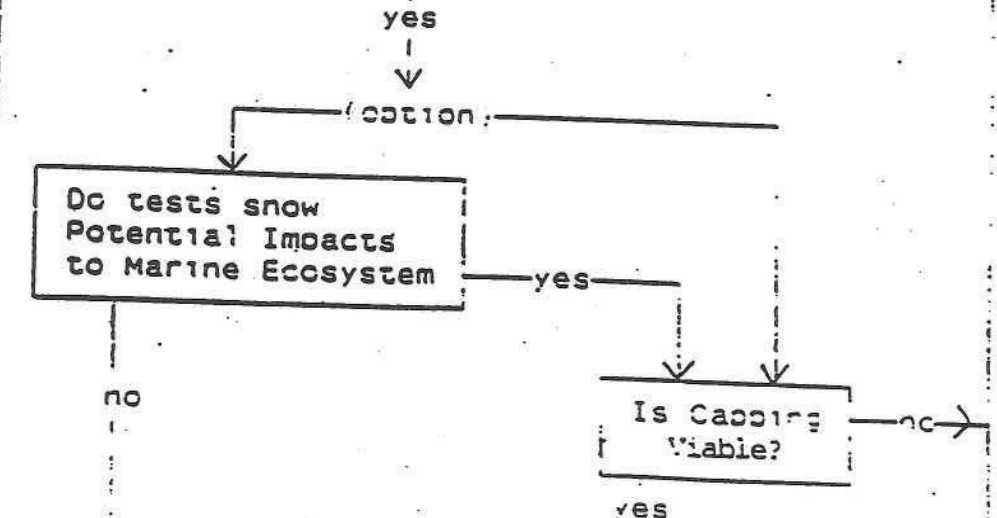 yes
(option)
Do tests show
Potential Impacts
to Marine Ecosystem
yes
no
Is Capping
Viable?
no
yes